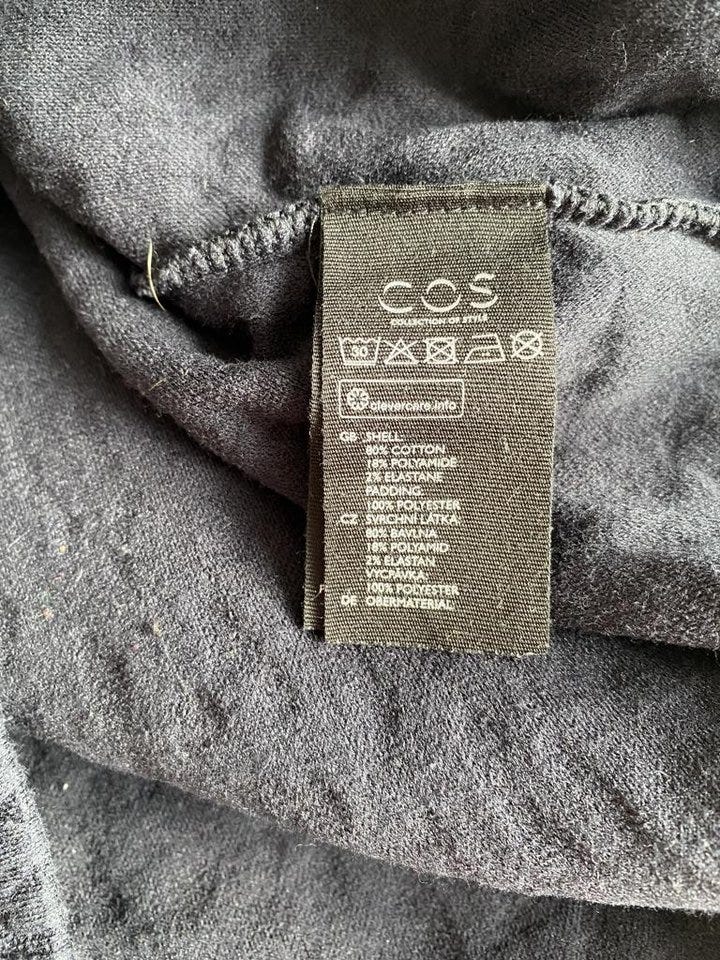 COS
COLLECTION OF STYLE
30
clevercare.info
GB SHELL
80% COTTON
18% POLYAMIDE
2% ELASTANE
PADDING
100% POLYESTER
CZ SVRCHNÍ LÁTKA
80% BAVLNA
18% POLYAMID
2% ELASTAN
VYCPÁVKA
100% POLYESTER
DE OBERMATERIAL